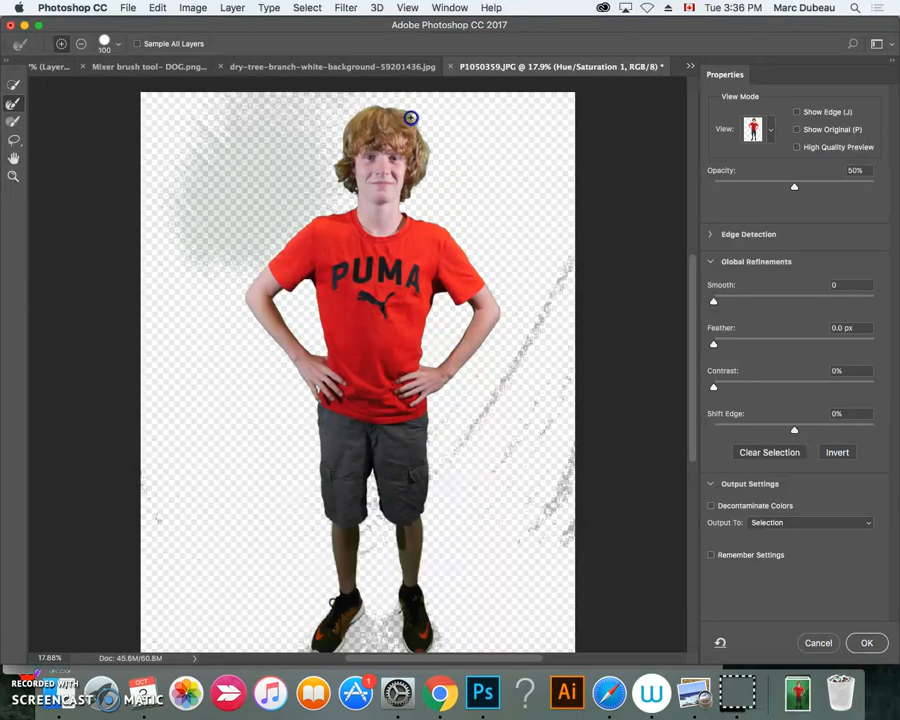 Photoshop CC File Edit Image Layer Type Select Filter 3D View Window Help Tue 3:36 PM Marc Dubeau
Adobe Photoshop CC 2017
100 Sample All Layers
% (Layer... Mixer brush tool- DOG.png... dry-tree-branch-white-background-59201436.jpg P1050359.JPG @ 17.9% (Hue/Saturation 1, RGB/8) *
Properties
View Mode
Show Edge (J)
View: Show Original (P)
High Quality Preview
Opacity: 50%
Edge Detection
Global Refinements
Smooth: 0
Feather: 0.0 px
Contrast: 0%
Shift Edge: 0%
Clear Selection Invert
Output Settings
Decontaminate Colors
Output To: Selection
Remember Settings
Cancel OK
PUMA
17.88% Doc: 45.6M/60.8M
RECORDED WITH
SCREENCAST MATIC
1
Ps
?
Ai
W